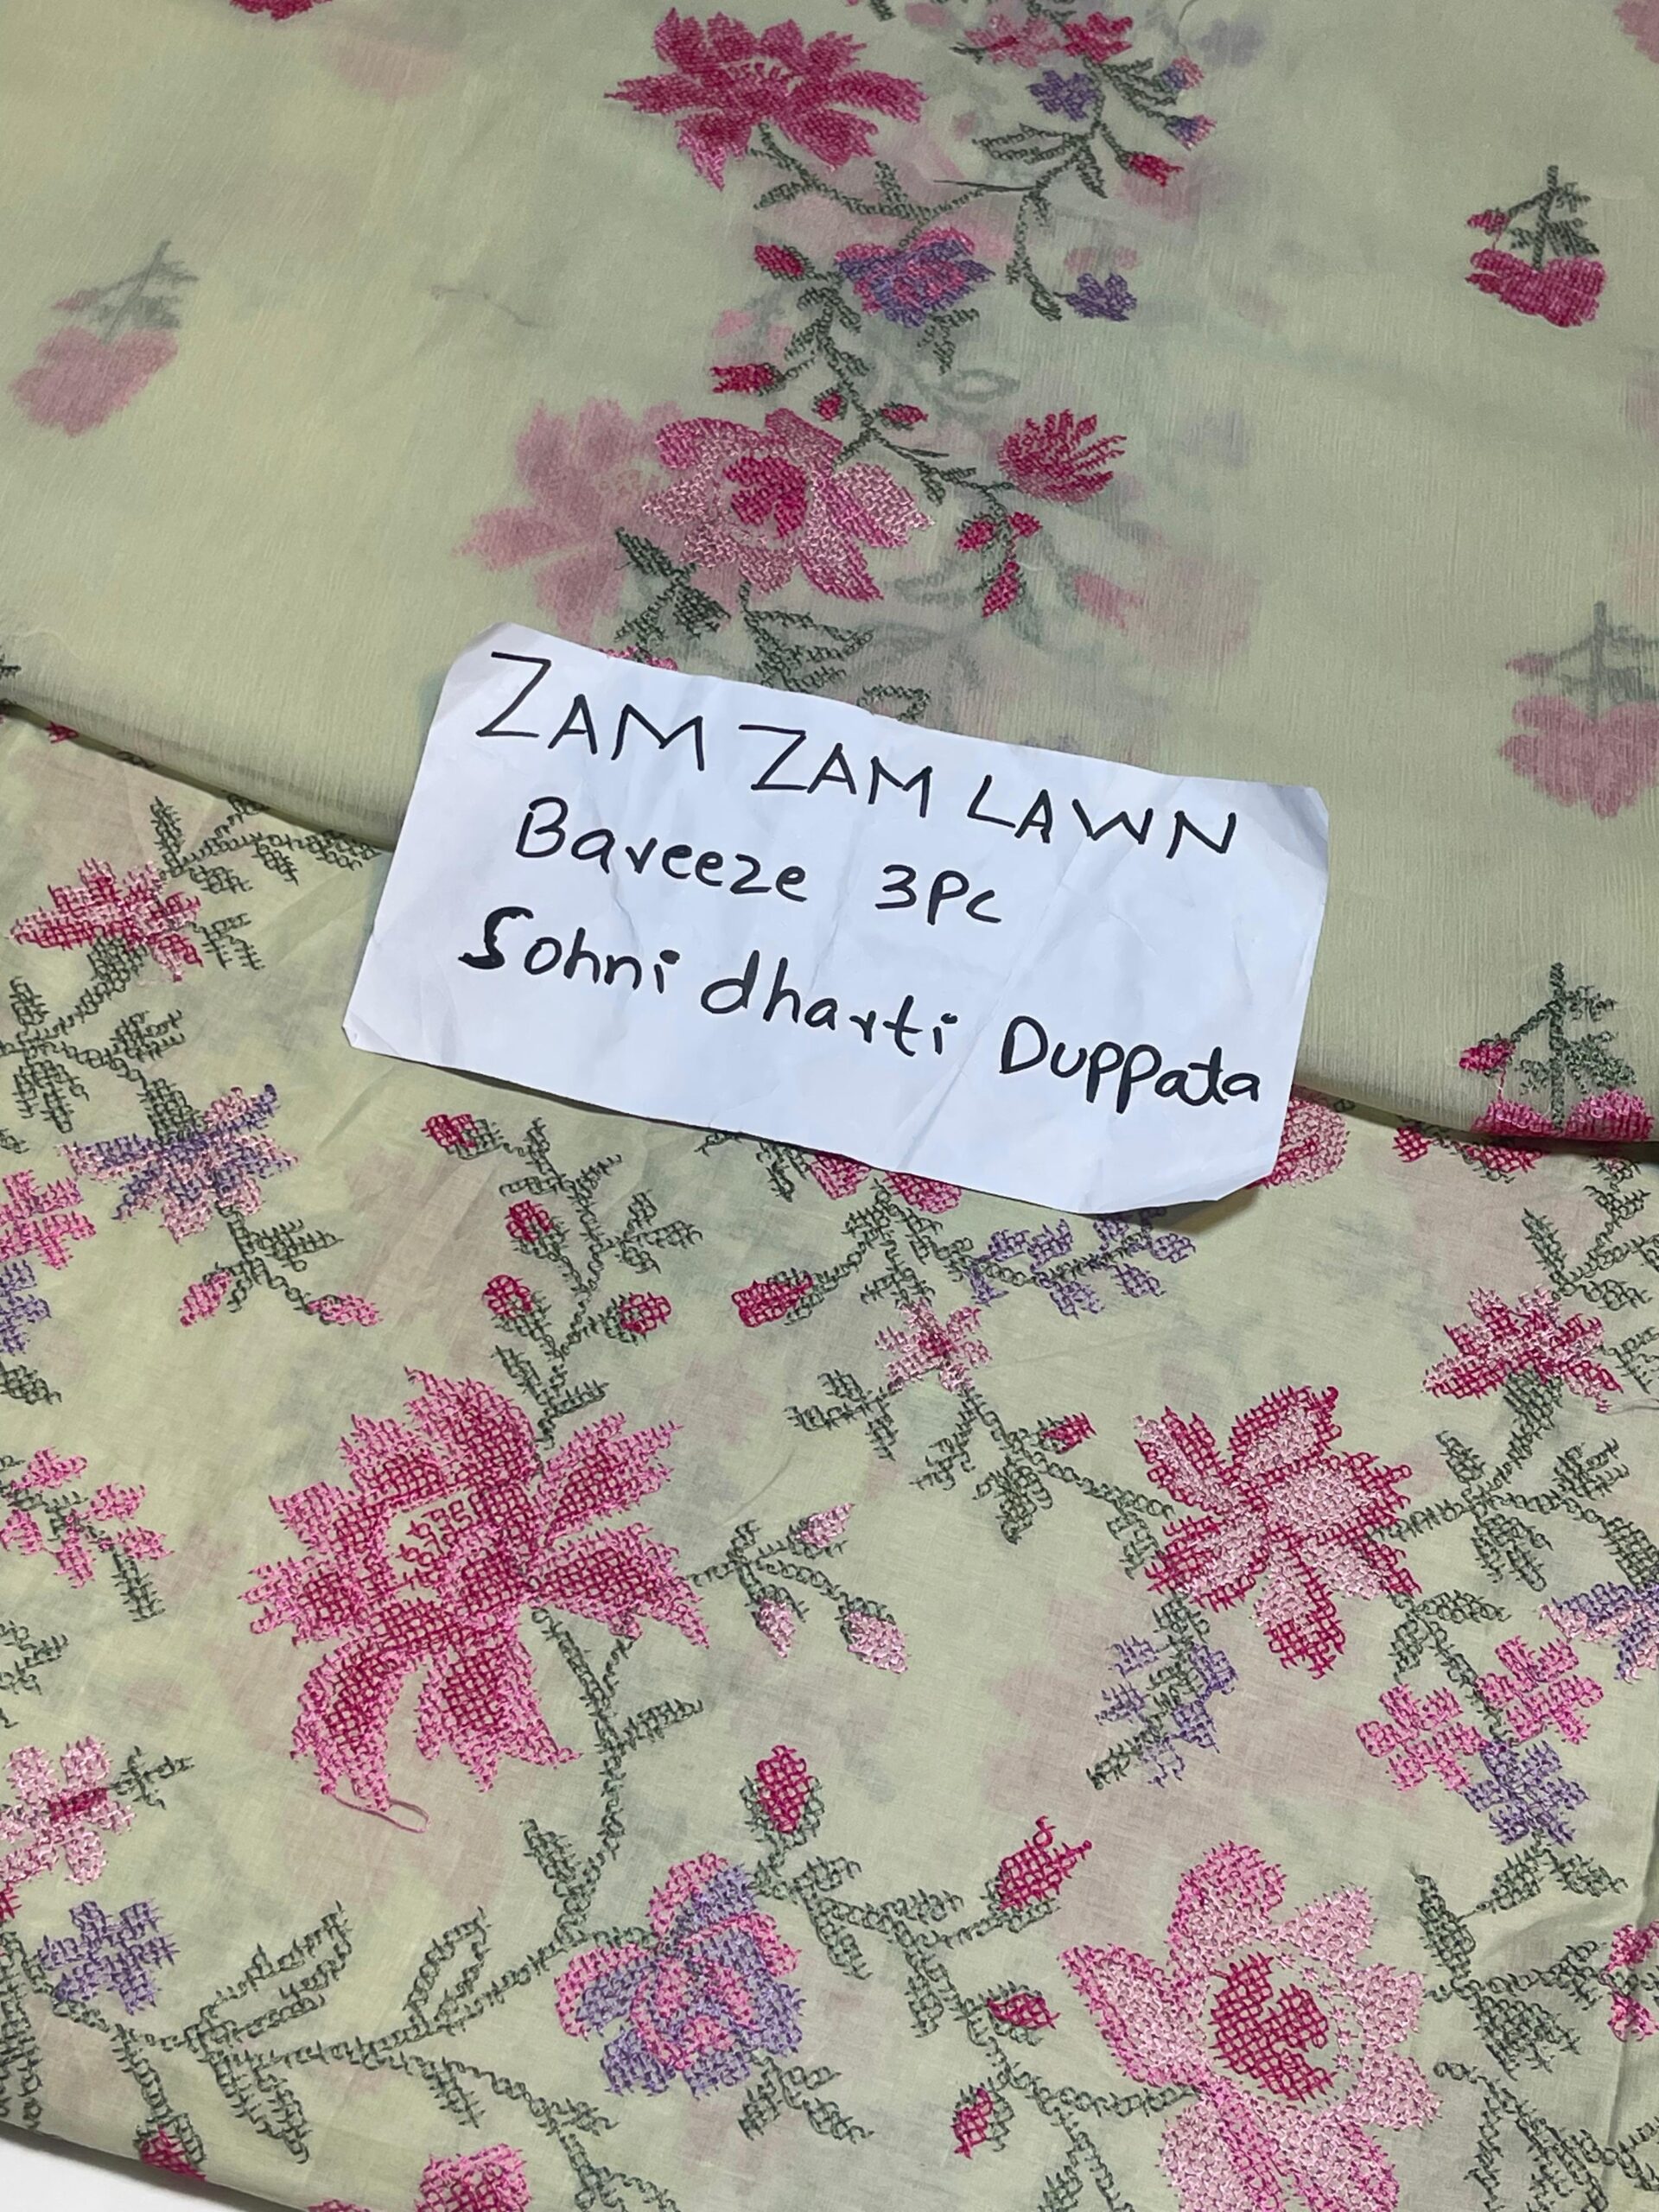 ZAM ZAM LAWN
Bareeze 3Pc
Sohni dharti Duppata